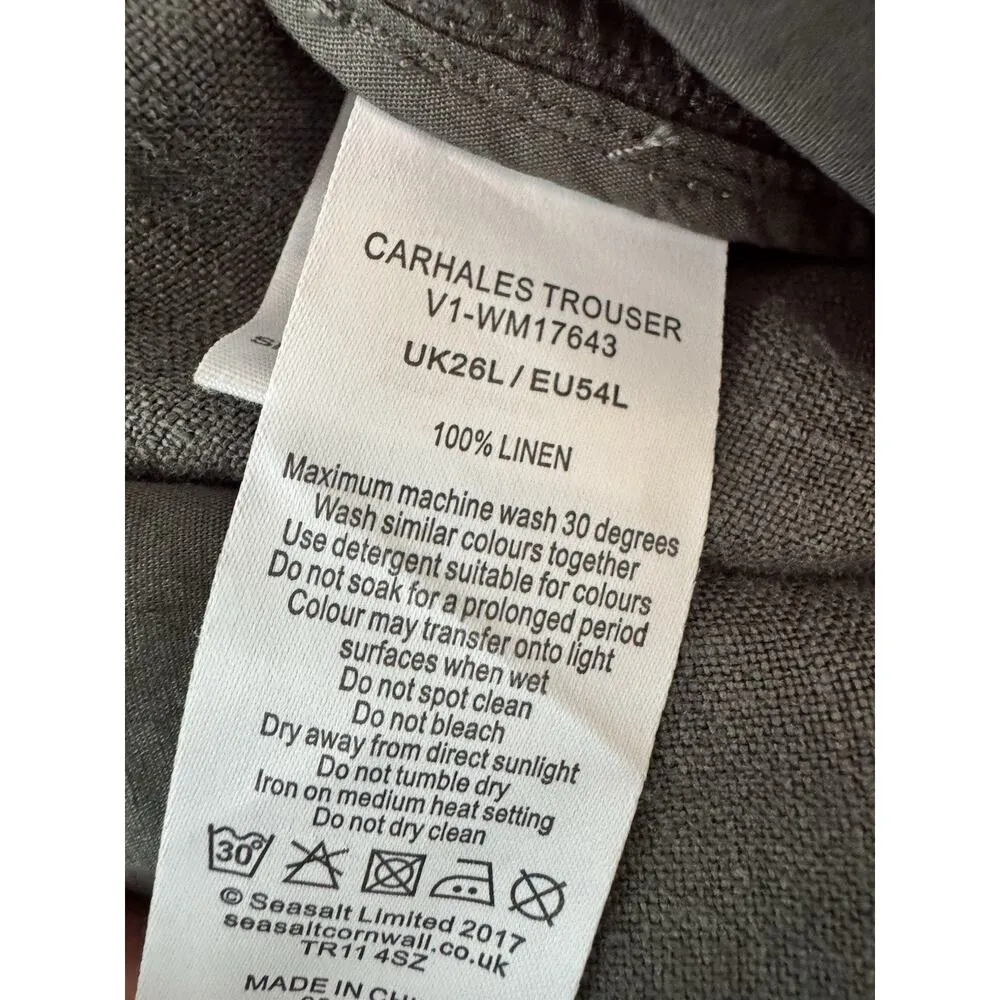 CARHALES TROUSER
V1-WM17643
UK26L / EU54L
100% LINEN
Maximum machine wash 30 degrees
Wash similar colours together
Use detergent suitable for colours
Do not soak for a prolonged period
Colour may transfer onto light
surfaces when wet
Do not spot clean
Do not bleach
Dry away from direct sunlight
Do not tumble dry
Iron on medium heat setting
Do not dry clean
30°
© Seasalt Limited 2017
seasaltcornwall.co.uk
TR11 4SZ
MADE IN